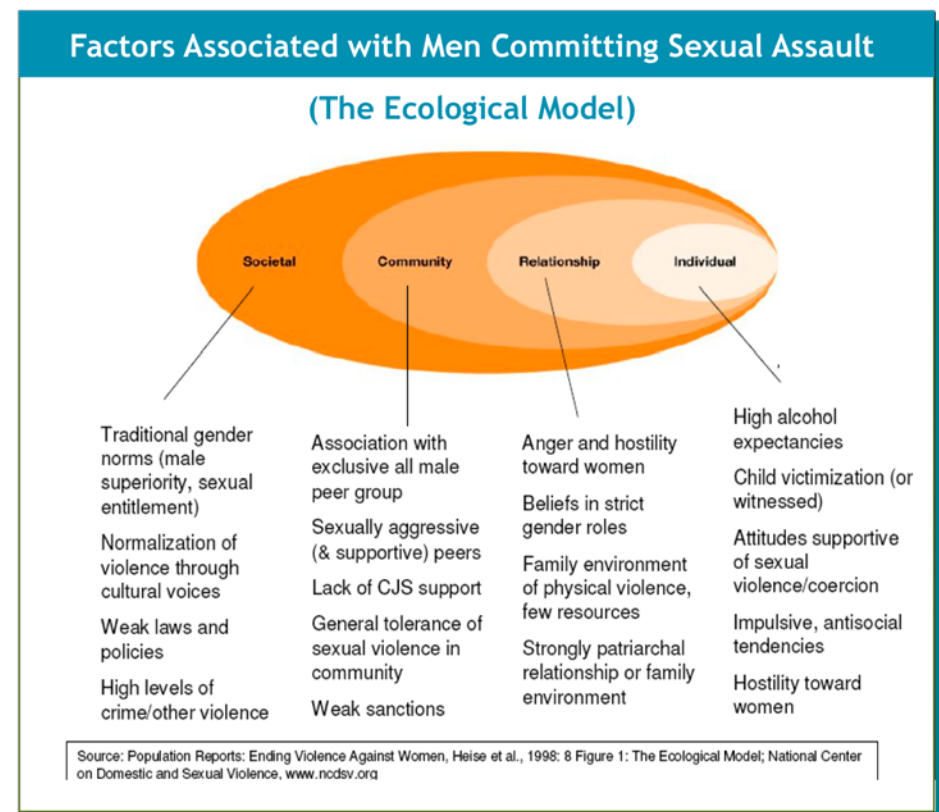 Factors Associated with Men Committing Sexual Assault
(The Ecological Model)
Societal
Community
Relationship
Individual
Traditional gender
norms (male
superiority, sexual
entitlement)
Normalization of
violence through
cultural voices
Weak laws and
policies
High levels of
crime/other violence
Association with
exclusive all male
peer group
Sexually aggressive
(& supportive) peers
Lack of CJS support
General tolerance of
sexual violence in
community
Weak sanctions
Anger and hostility
toward women
Beliefs in strict
gender roles
Family environment
of physical violence,
few resources
Strongly patriarchal
relationship or family
environment
High alcohol
expectancies
Child victimization (or
witnessed)
Attitudes supportive
of sexual
violence/coercion
Impulsive, antisocial
tendencies
Hostility toward
women
Source: Population Reports: Ending Violence Against Women, Heise et al., 1998: 8 Figure 1: The Ecological Model; National Center
on Domestic and Sexual Violence, www.ncdsv.org